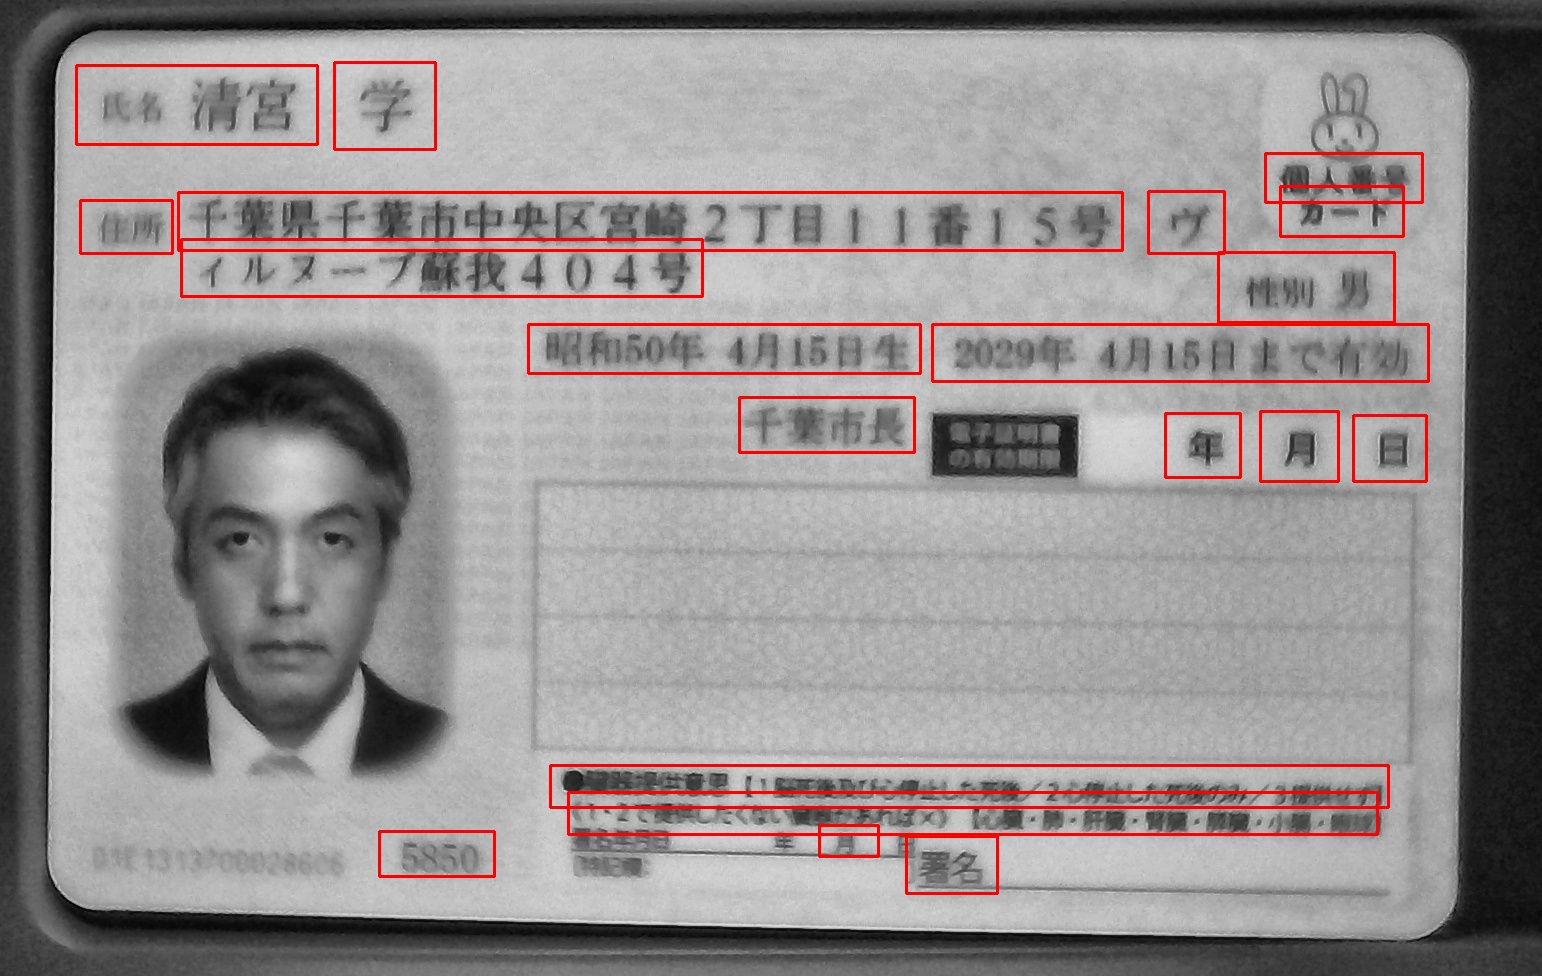 氏名 清宮 学
個人番号
カード
住所 千葉県千葉市中央区宮崎2丁目11番15号 ヴ
ィルヌーブ蘇我404号
性別 男
昭和50年 4月15日生 2029年 4月15日まで有効
千葉市長 電子証明書の有効期限 年 月 日
●臓器提供意思【1脳死後及び心停止した死後/2心停止した死後のみ/3提供せず】
《1・2で提供したくない臓器があれば×》【心臓・肺・肝臓・腎臓・膵臓・小腸・眼球】
署名年月日 年 月 日
署名
[特記欄:
5850